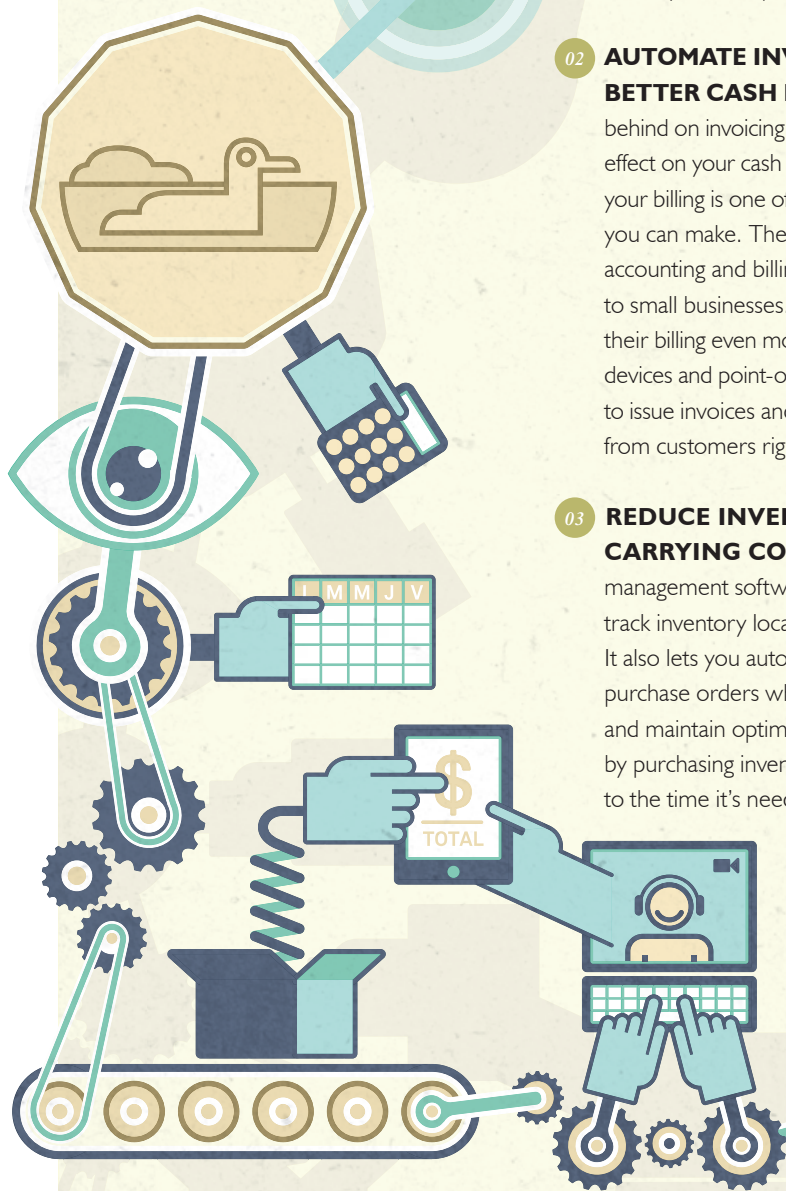 02 AUTOMATE INV
BETTER CASH
behind on invoicing
effect on your cash
your billing is one of
you can make. The
accounting and billin
to small businesses
their billing even mo
devices and point-o
to issue invoices and
from customers rig
03 REDUCE INVE
CARRYING CO
management softw
track inventory loca
It also lets you auto
purchase orders wh
and maintain optim
by purchasing inver
to the time it's need
L M M J V
$
TOTAL